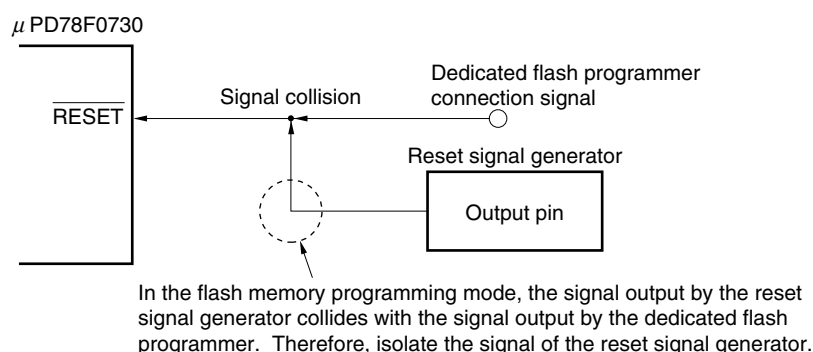 μ PD78F0730
Dedicated flash programmer
connection signal
Signal collision
RESET
Reset signal generator
Output pin
In the flash memory programming mode, the signal output by the reset
signal generator collides with the signal output by the dedicated flash
programmer. Therefore, isolate the signal of the reset signal generator.